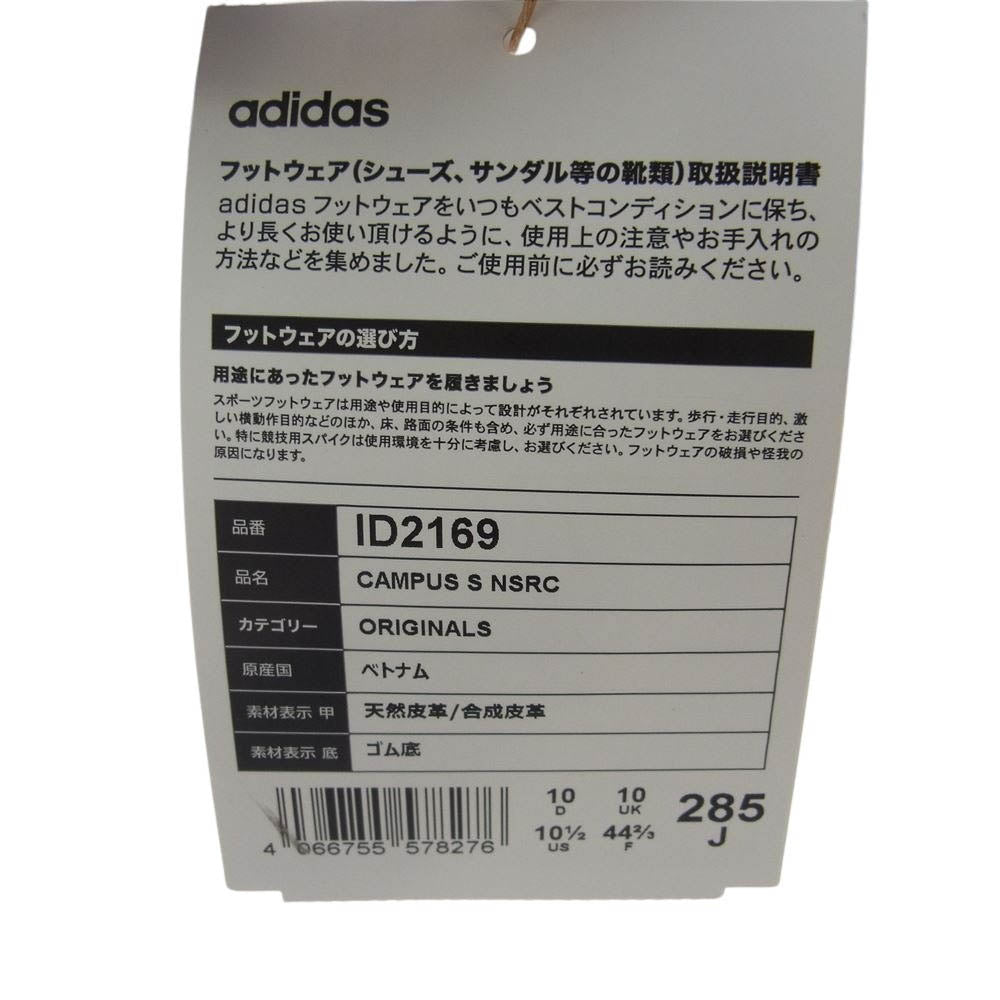 adidas
フットウェア(シューズ、サンダル等の靴類)取扱説明書
adidas フットウェアをいつもベストコンディションに保ち、
より長くお使い頂けるように、使用上の注意やお手入れの
方法などを集めました。ご使用前に必ずお読みください。
フットウェアの選び方
用途にあったフットウェアを履きましょう
スポーツフットウェアは用途や使用目的によって設計がそれぞれされています。歩行・走行目的、激
しい横動作目的などのほか、床、路面の条件も含め、必ず用途に合ったフットウェアをお選びくださ
い。特に競技用スパイクは使用環境を十分に考慮し、お選びください。フットウェアの破損や怪我の
原因になります。
品番 ID2169
品名 CAMPUS S NSRC
カテゴリー ORIGINALS
原産国 ベトナム
素材表示 甲 天然皮革/合成皮革
素材表示 底 ゴム底
10 10 285
D UK J
10½ 44⅔
US F
4 066755 578276